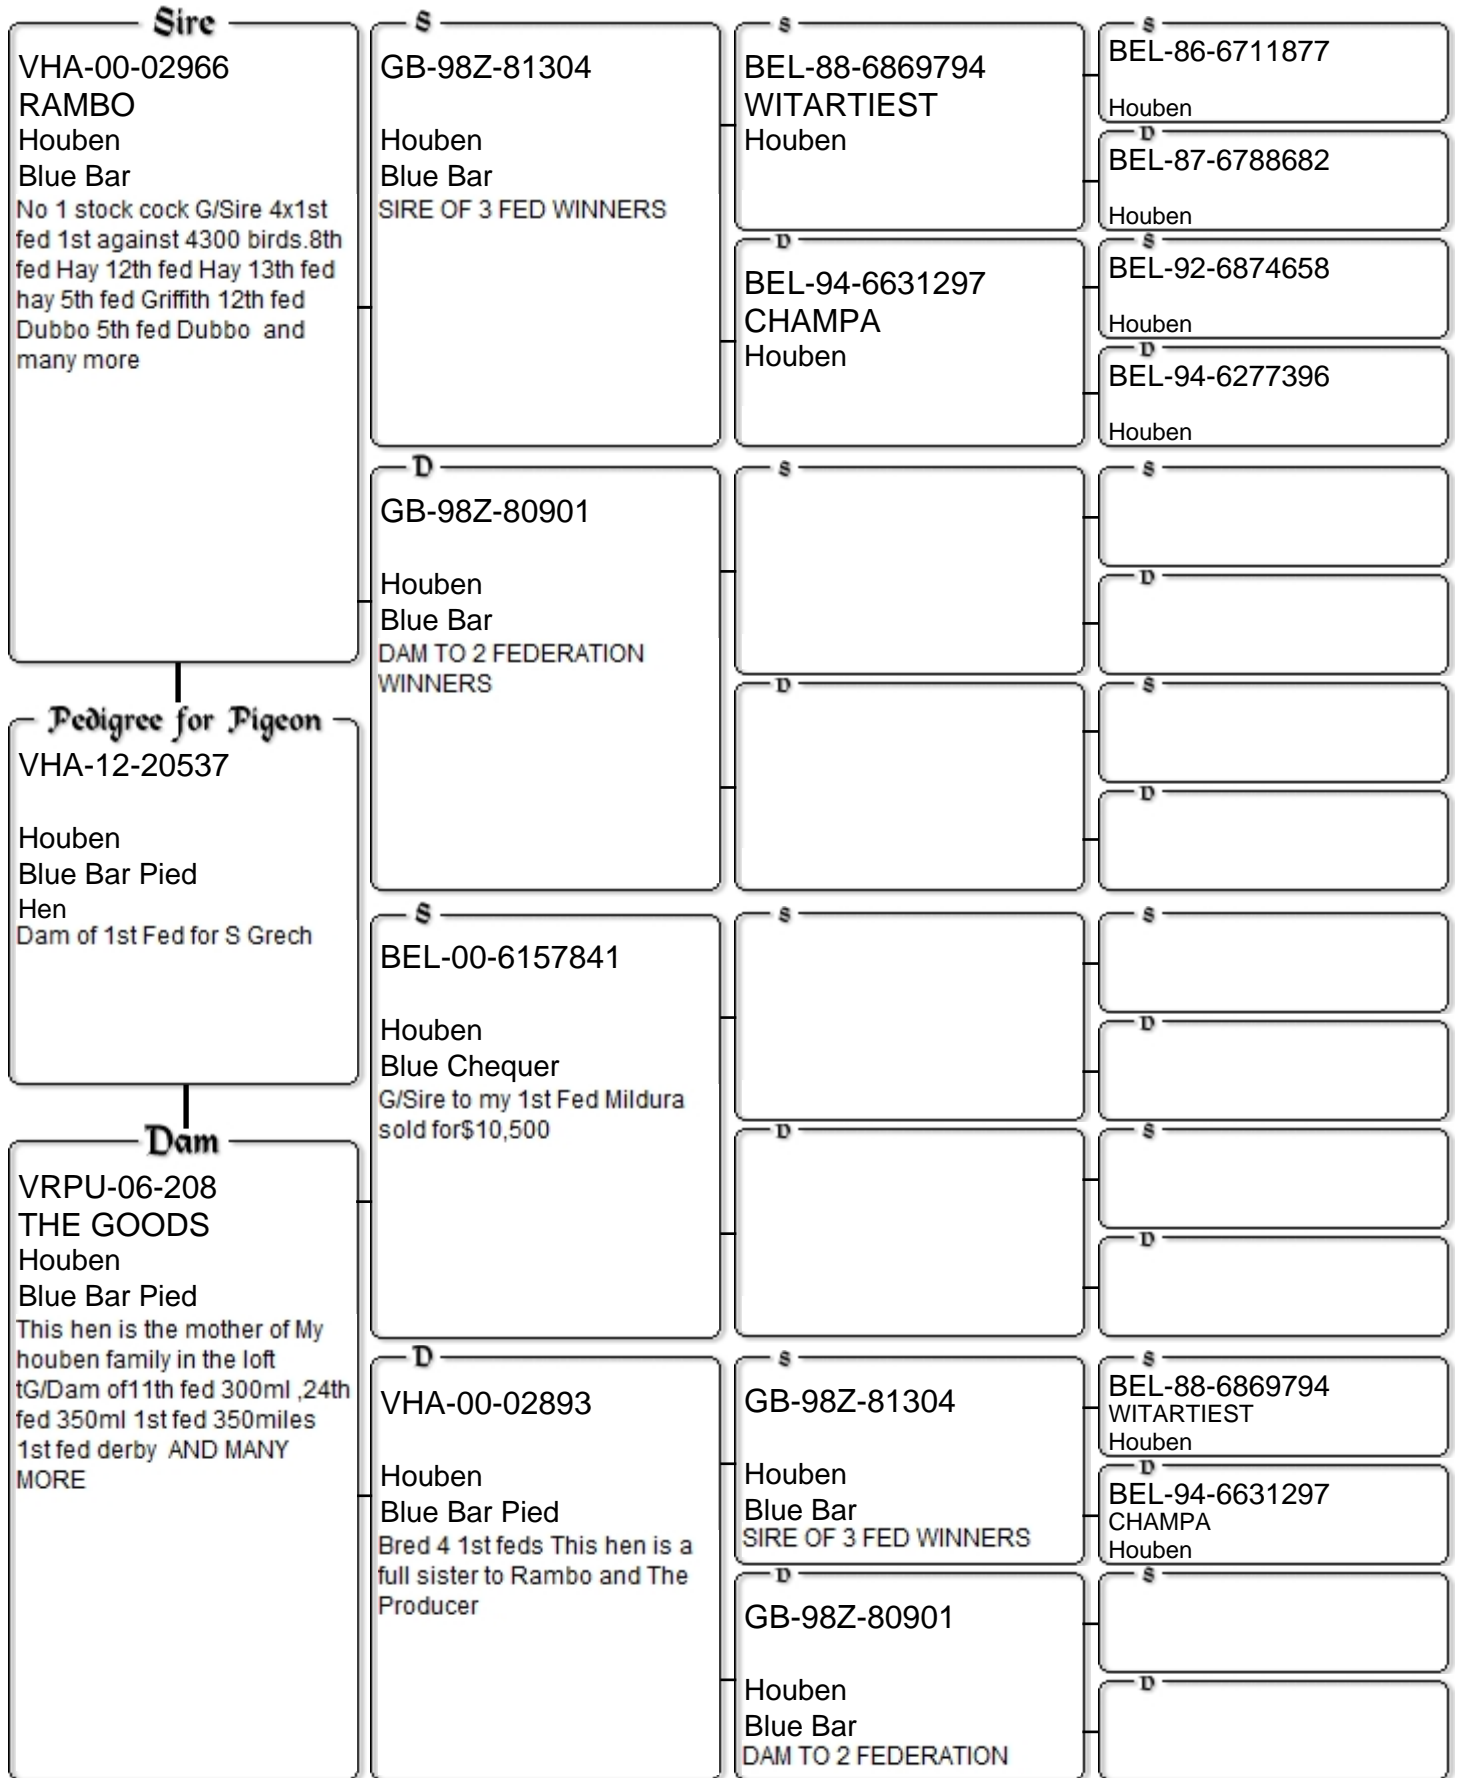 Sire
VHA-00-02966
RAMBO
Houben
Blue Bar
No 1 stock cock G/Sire 4x1st
fed 1st against 4300 birds.8th
fed Hay 12th fed Hay 13th fed
hay 5th fed Griffith 12th fed
Dubbo 5th fed Dubbo  and
many more
Pedigree for Pigeon
VHA-12-20537
Houben
Blue Bar Pied
Hen
Dam of 1st Fed for S Grech
Dam
VRPU-06-208
THE GOODS
Houben
Blue Bar Pied
This hen is the mother of My
houben family in the loft
tG/Dam of11th fed 300ml ,24th
fed 350ml 1st fed 350miles
1st fed derby  AND MANY
MORE
S
GB-98Z-81304
Houben
Blue Bar
SIRE OF 3 FED WINNERS
D
GB-98Z-80901
Houben
Blue Bar
DAM TO 2 FEDERATION
WINNERS
S
BEL-00-6157841
Houben
Blue Chequer
G/Sire to my 1st Fed Mildura
sold for$10,500
D
VHA-00-02893
Houben
Blue Bar Pied
Bred 4 1st feds This hen is a
full sister to Rambo and The
Producer
S
BEL-88-6869794
WITARTIEST
Houben
D
BEL-94-6631297
CHAMPA
Houben
S
D
S
D
S
GB-98Z-81304
Houben
Blue Bar
SIRE OF 3 FED WINNERS
D
GB-98Z-80901
Houben
Blue Bar
DAM TO 2 FEDERATION
S
BEL-86-6711877
Houben
D
BEL-87-6788682
Houben
S
BEL-92-6874658
Houben
D
BEL-94-6277396
Houben
S
D
S
D
S
D
S
D
S
BEL-88-6869794
WITARTIEST
Houben
D
BEL-94-6631297
CHAMPA
Houben
S
D